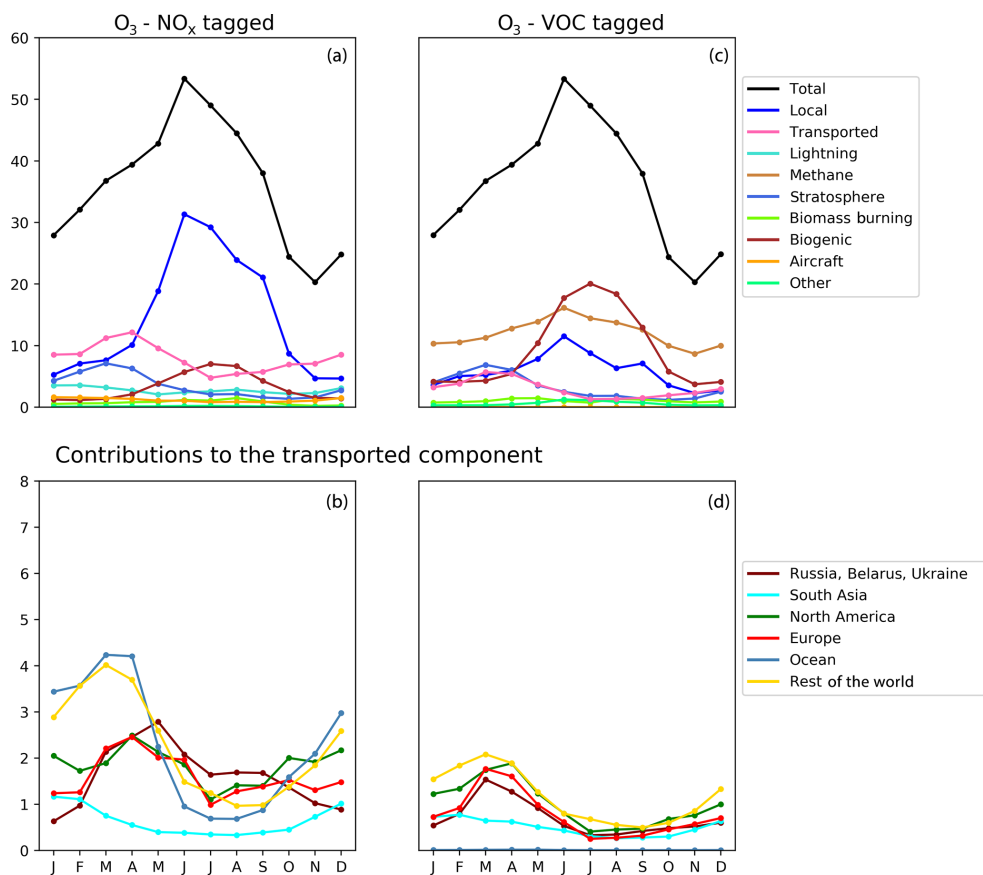 O₃ - NOₓ tagged
O₃ - VOC tagged
60
50
40
30
20
10
0
(a)
(c)
Total
Local
Transported
Lightning
Methane
Stratosphere
Biomass burning
Biogenic
Aircraft
Other
Contributions to the transported component
8
7
6
5
4
3
2
1
0
(b)
(d)
J F M A M J J A S O N D
J F M A M J J A S O N D
Russia, Belarus, Ukraine
South Asia
North America
Europe
Ocean
Rest of the world